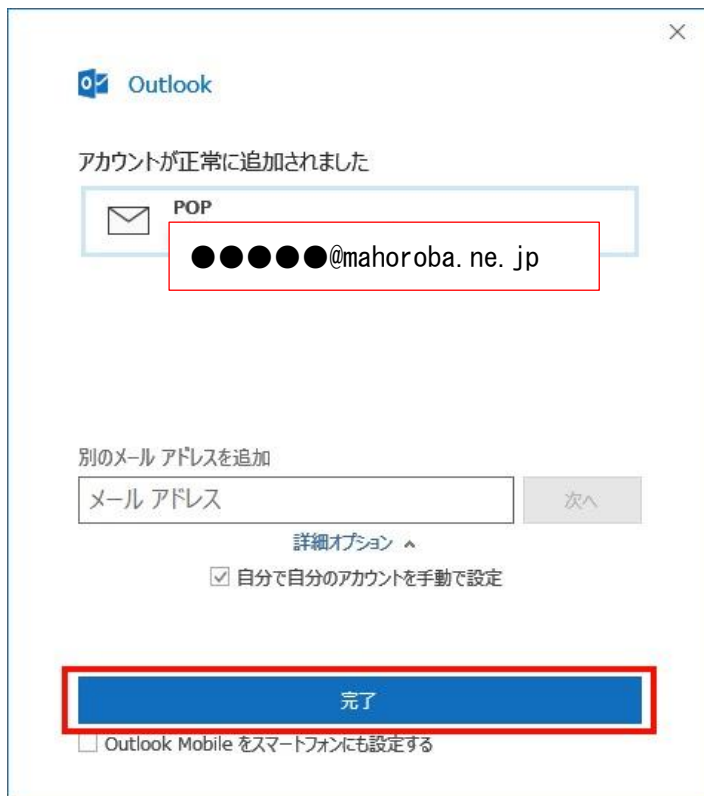 Outlook
アカウントが正常に追加されました
POP
●●●●●@mahoroba.ne.jp
別のメール アドレスを追加
メール アドレス
次へ
詳細オプション
自分で自分のアカウントを手動で設定
完了
Outlook Mobile をスマートフォンにも設定する